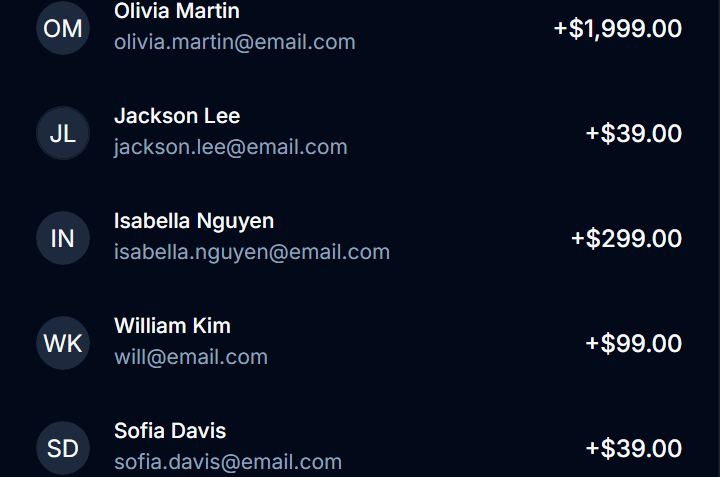 OM
Olivia Martin
olivia.martin@email.com
+$1,999.00
JL
Jackson Lee
jackson.lee@email.com
+$39.00
IN
Isabella Nguyen
isabella.nguyen@email.com
+$299.00
WK
William Kim
will@email.com
+$99.00
SD
Sofia Davis
sofia.davis@email.com
+$39.00